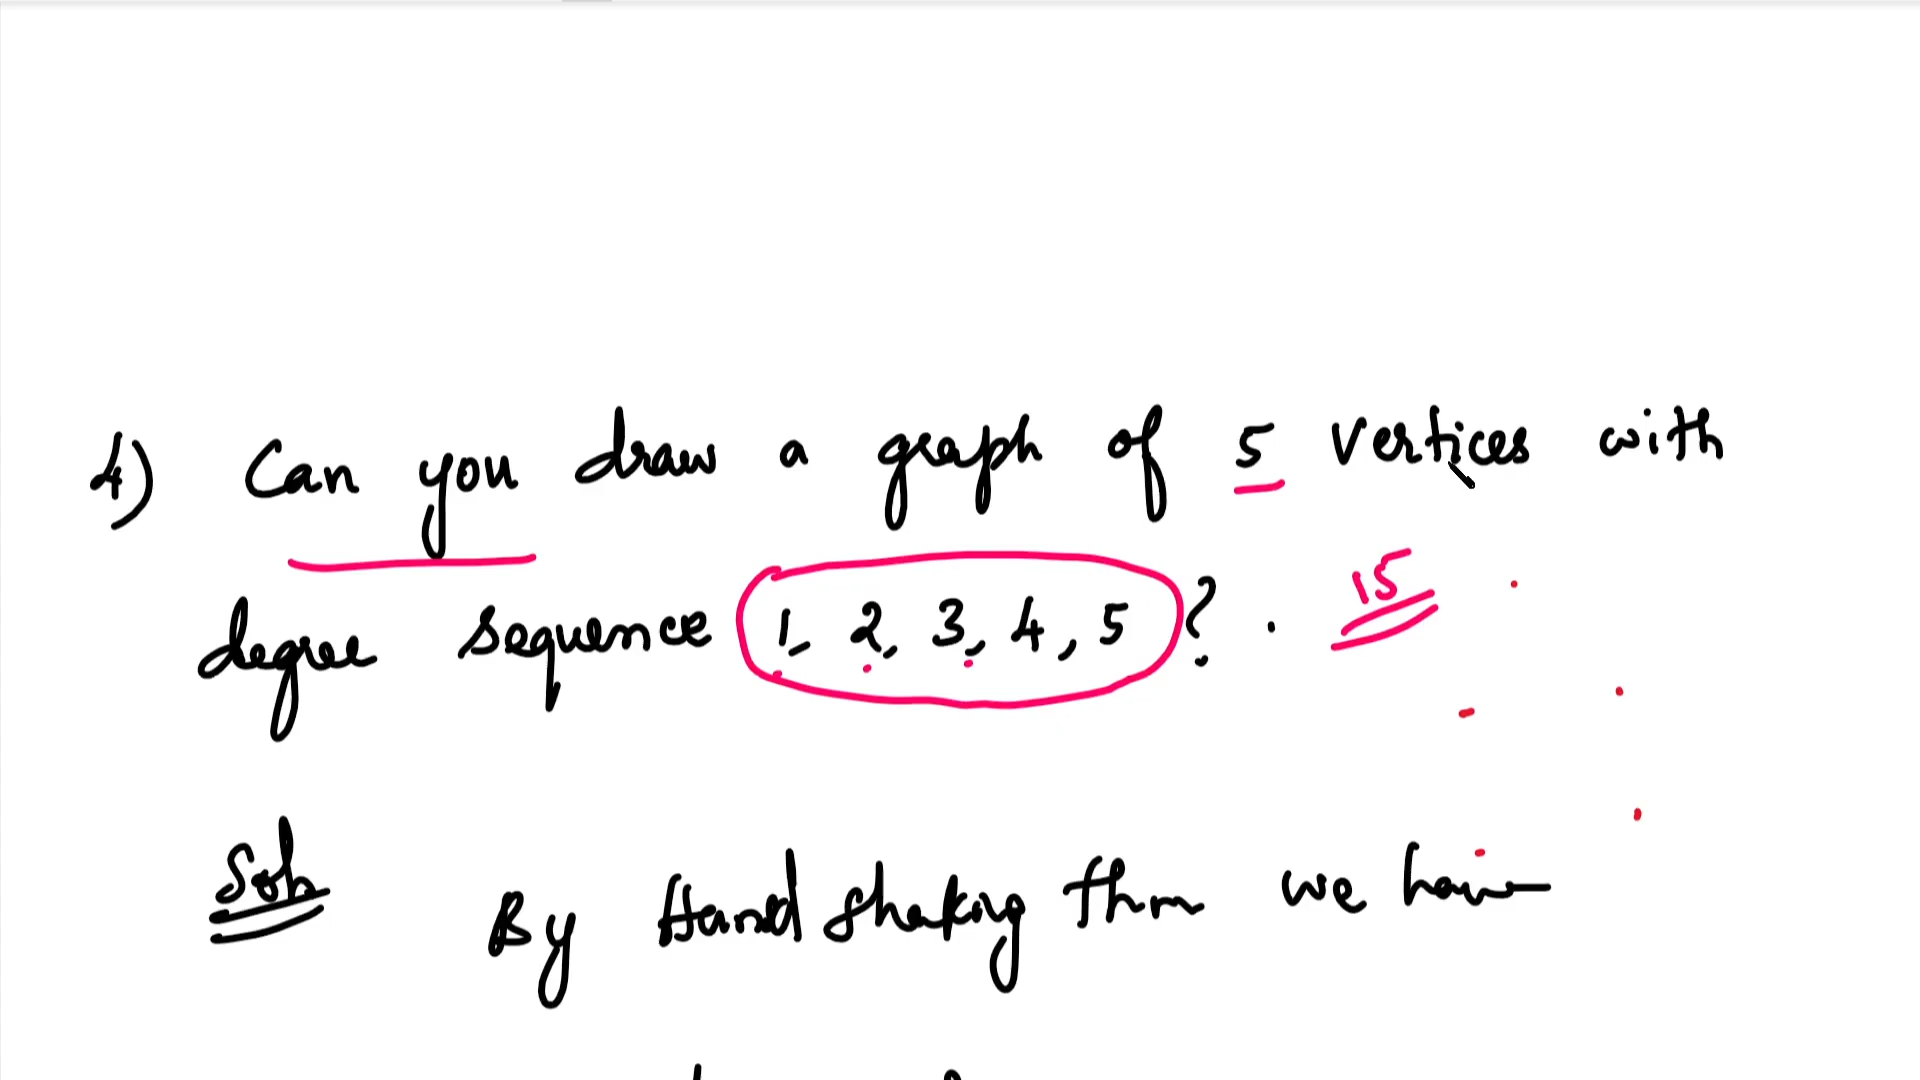 4) Can you draw a graph of 5 vertices with
degree sequence 1, 2, 3, 4, 5 ? . 15
Soln
By Hand shaking thm we have